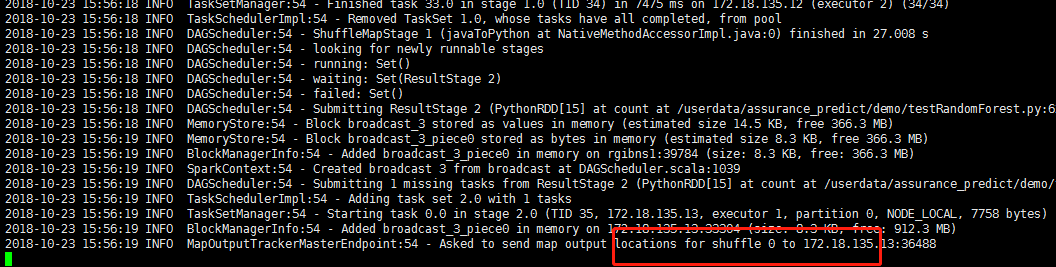 2018-10-23 15:56:18 INFO  TaskSetManager:54 - Finished task 33.0 in stage 1.0 (TID 34) in 7475 ms on 172.18.135.12 (executor 2) (34/34)
2018-10-23 15:56:18 INFO  TaskSchedulerImpl:54 - Removed TaskSet 1.0, whose tasks have all completed, from pool
2018-10-23 15:56:18 INFO  DAGScheduler:54 - ShuffleMapStage 1 (javaToPython at NativeMethodAccessorImpl.java:0) finished in 27.008 s
2018-10-23 15:56:18 INFO  DAGScheduler:54 - looking for newly runnable stages
2018-10-23 15:56:18 INFO  DAGScheduler:54 - running: Set()
2018-10-23 15:56:18 INFO  DAGScheduler:54 - waiting: Set(ResultStage 2)
2018-10-23 15:56:18 INFO  DAGScheduler:54 - failed: Set()
2018-10-23 15:56:18 INFO  DAGScheduler:54 - Submitting ResultStage 2 (PythonRDD[15] at count at /userdata/assurance_predict/demo/testRandomForest.py:6
2018-10-23 15:56:18 INFO  MemoryStore:54 - Block broadcast_3 stored as values in memory (estimated size 14.5 KB, free 366.3 MB)
2018-10-23 15:56:19 INFO  MemoryStore:54 - Block broadcast_3_piece0 stored as bytes in memory (estimated size 8.3 KB, free 366.3 MB)
2018-10-23 15:56:19 INFO  BlockManagerInfo:54 - Added broadcast_3_piece0 in memory on rgibns1:39784 (size: 8.3 KB, free: 366.3 MB)
2018-10-23 15:56:19 INFO  SparkContext:54 - Created broadcast 3 from broadcast at DAGScheduler.scala:1039
2018-10-23 15:56:19 INFO  DAGScheduler:54 - Submitting 1 missing tasks from ResultStage 2 (PythonRDD[15] at count at /userdata/assurance_predict/demo/
2018-10-23 15:56:19 INFO  TaskSchedulerImpl:54 - Adding task set 2.0 with 1 tasks
2018-10-23 15:56:19 INFO  TaskSetManager:54 - Starting task 0.0 in stage 2.0 (TID 35, 172.18.135.13, executor 1, partition 0, NODE_LOCAL, 7758 bytes)
2018-10-23 15:56:19 INFO  BlockManagerInfo:54 - Added broadcast_3_piece0 in memory on 172.18.135.13:33304 (size: 8.3 KB, free: 912.3 MB)
2018-10-23 15:56:19 INFO  MapOutputTrackerMasterEndpoint:54 - Asked to send map output locations for shuffle 0 to 172.18.135.13:36488